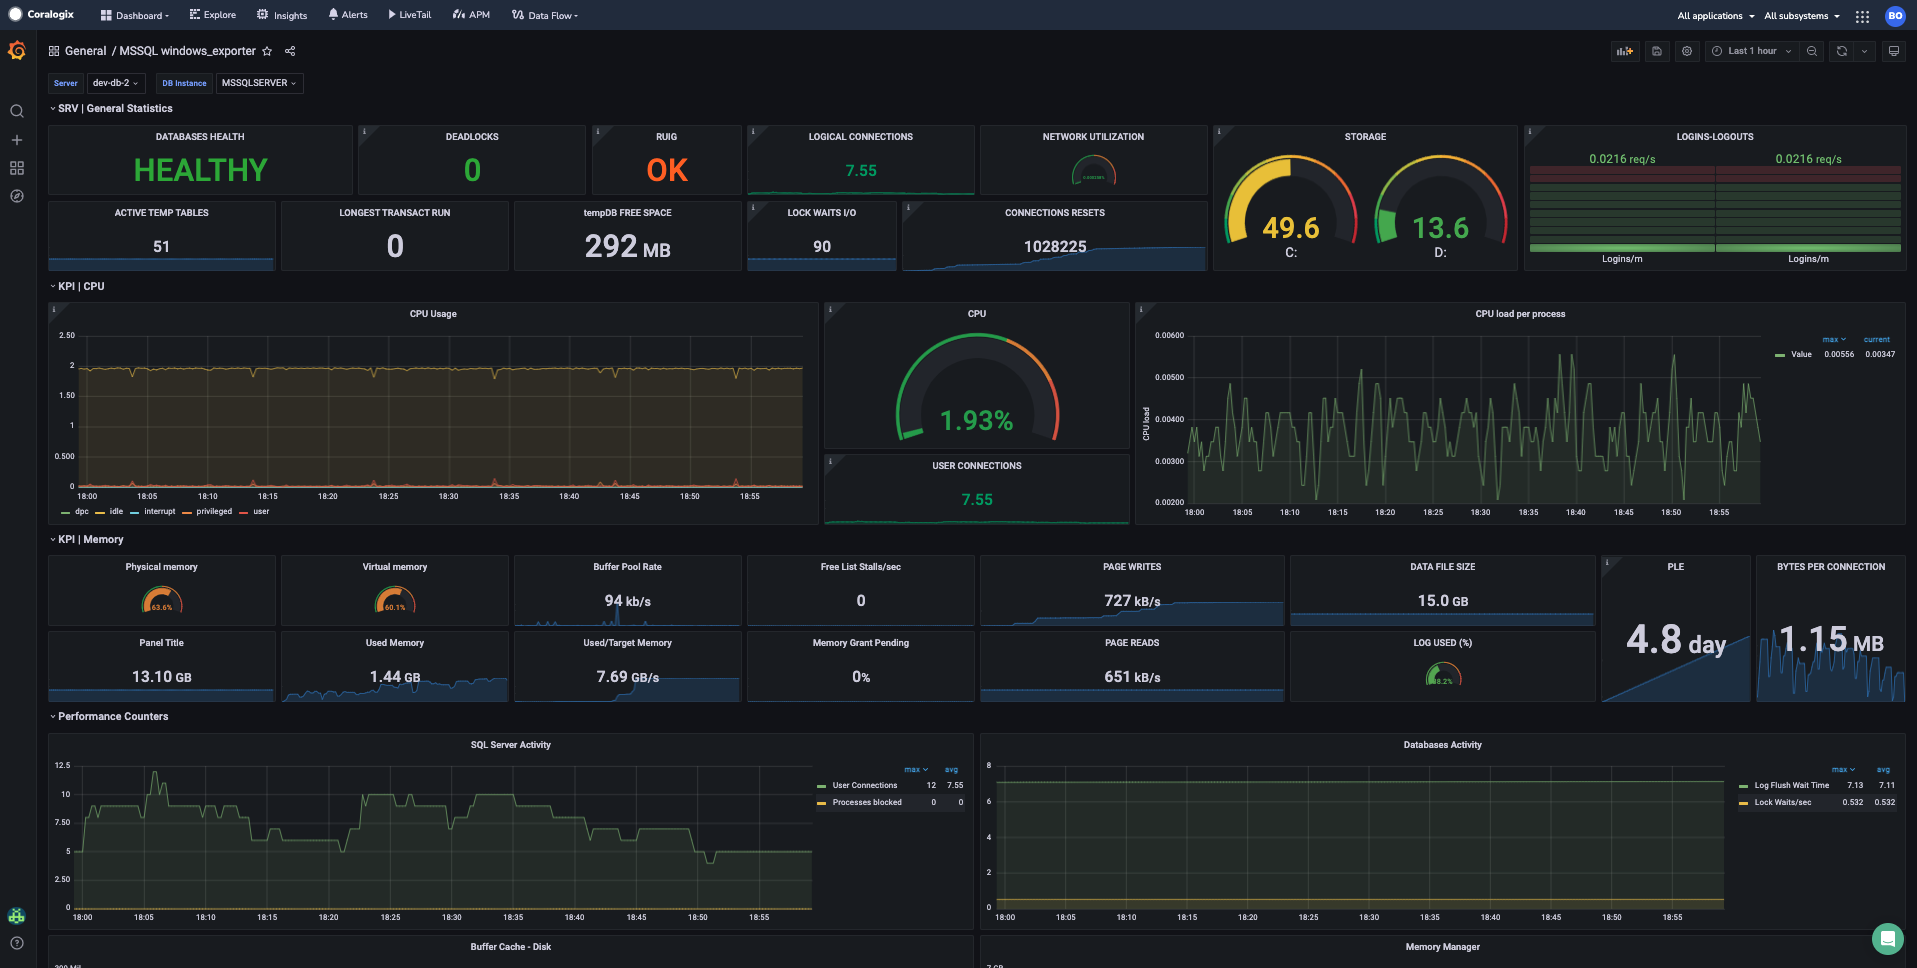 Coralogix Dashboard Explore Insights Alerts LiveTail APM Data Flow All applications All subsystems BO
General / MSSQL windows_exporter Last 1 hour
Server dev-db-2 DB Instance MSSQLSERVER
SRV | General Statistics
DATABASES HEALTH
HEALTHY
DEADLOCKS
0
RUIG
OK
LOGICAL CONNECTIONS
7.55
NETWORK UTILIZATION
STORAGE
49.6
C:
13.6
D:
LOGINS-LOGOUTS
0.0216 req/s 0.0216 req/s
Logins/m Logins/m
ACTIVE TEMP TABLES
51
LONGEST TRANSACT RUN
0
tempDB FREE SPACE
292 MB
LOCK WAITS I/O
90
CONNECTIONS RESETS
1028225
KPI | CPU
CPU Usage
2.50
2
1.50
1
0.500
0
18:00 18:05 18:10 18:15 18:20 18:25 18:30 18:35 18:40 18:45 18:50 18:55
dpc idle interrupt privileged user
CPU
1.93%
USER CONNECTIONS
7.55
CPU load per process
CPU load
0.00600
0.00500
0.00400
0.00300
0.00200
18:00 18:05 18:10 18:15 18:20 18:25 18:30 18:35 18:40 18:45 18:50 18:55
max current
Value 0.00556 0.00347
KPI | Memory
Physical memory
63.6%
Virtual memory
60.1%
Buffer Pool Rate
94 kb/s
Free List Stalls/sec
0
PAGE WRITES
727 kB/s
DATA FILE SIZE
15.0 GB
PLE
4.8 day
BYTES PER CONNECTION
1.15 MB
Panel Title
13.10 GB
Used Memory
1.44 GB
Used/Target Memory
7.69 GB/s
Memory Grant Pending
0%
PAGE READS
651 kB/s
LOG USED (%)
Performance Counters
SQL Server Activity
12.5
10
7.50
5
2.50
0
18:00 18:05 18:10 18:15 18:20 18:25 18:30 18:35 18:40 18:45 18:50 18:55
max avg
User Connections 12 7.55
Processes blocked 0 0
Databases Activity
8
6
4
2
0
18:00 18:05 18:10 18:15 18:20 18:25 18:30 18:35 18:40 18:45 18:50 18:55
max avg
Log Flush Wait Time 7.13 7.11
Lock Waits/sec 0.532 0.532
Buffer Cache - Disk
Memory Manager